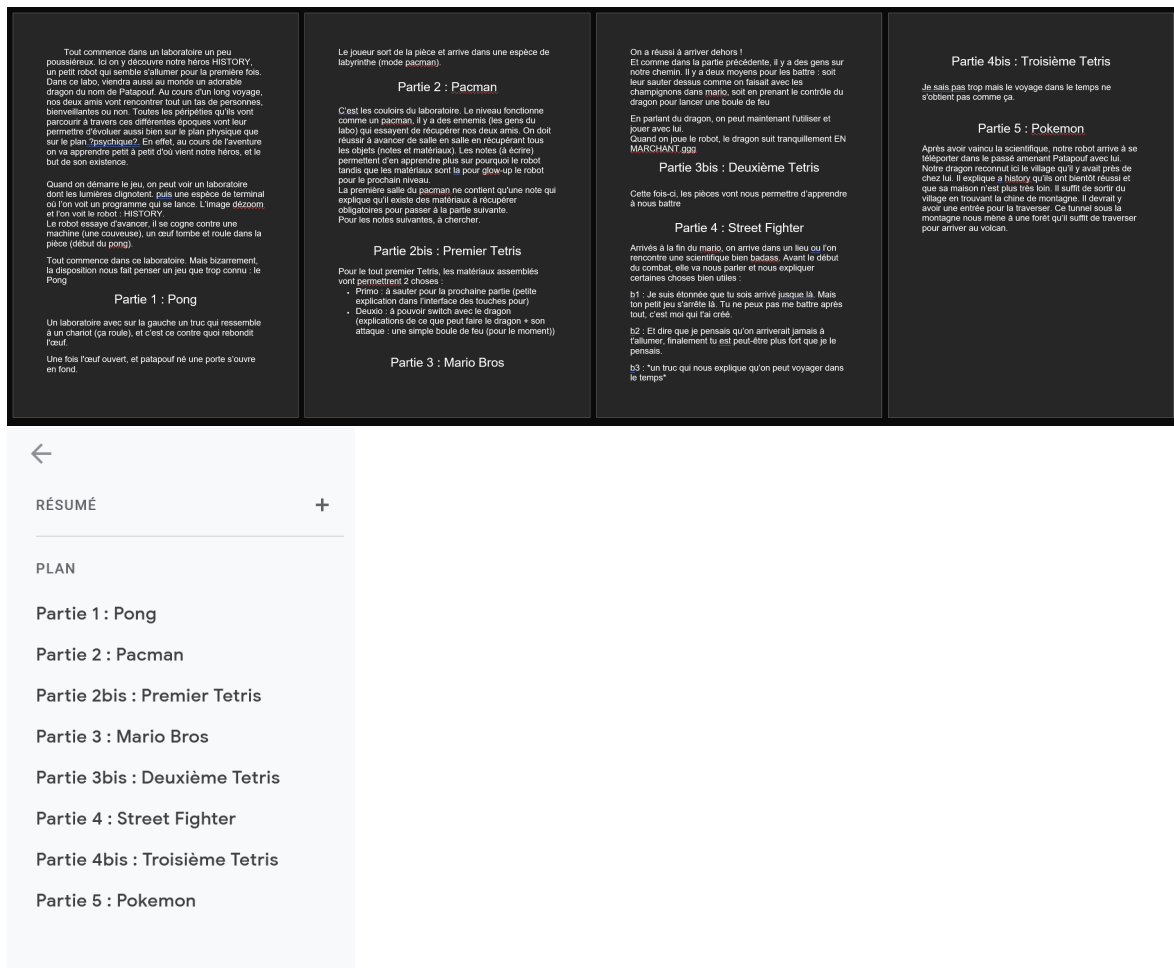 Tout commence dans un laboratoire un peu
poussiéreux. Ici on y découvre notre héros HISTORY,
un petit robot qui semble s'allumer pour la première fois.
Dans ce labo, viendra aussi au monde un adorable
dragon du nom de Patapouf. Au cours d'un long voyage,
nos deux amis vont rencontrer tout un tas de personnes,
bienveillantes ou non. Toutes les péripéties qu'ils vont
parcourir à travers ces différentes époques vont leur
permettre d'évoluer aussi bien sur le plan physique que
sur le plan ?psychique?. En effet, au cours de l'aventure
on va apprendre petit à petit d'où vient notre héros, et le
but de son existence.
Quand on démarre le jeu, on peut voir un laboratoire
dont les lumières clignotent. puis une espèce de terminal
où l'on voit un programme qui se lance. L'image dézoom
et l'on voit le robot : HISTORY.
Le robot essaye d'avancer, il se cogne contre une
machine (une couveuse), un œuf tombe et roule dans la
pièce (début du pong).
Tout commence dans ce laboratoire. Mais bizarrement,
la disposition nous fait penser un jeu que trop connu : le
Pong
Partie 1 : Pong
Un laboratoire avec sur la gauche un truc qui ressemble
à un chariot (ça roule), et c'est ce contre quoi rebondit
l'œuf.
Une fois l'œuf ouvert, et patapouf né une porte s'ouvre
en fond.
Le joueur sort de la pièce et arrive dans une espèce de
labyrinthe (mode pacman).
Partie 2 : Pacman
C'est les couloirs du laboratoire. Le niveau fonctionne
comme un pacman, il y a des ennemis (les gens du
labo) qui essayent de récupérer nos deux amis. On doit
réussir à avancer de salle en salle en récupérant tous
les objets (notes et matériaux). Les notes (à écrire)
permettent d'en apprendre plus sur pourquoi le robot
tandis que les matériaux sont la pour glow-up le robot
pour le prochain niveau.
La première salle du pacman ne contient qu'une note qui
explique qu'il existe des matériaux à récupérer
obligatoires pour passer à la partie suivante.
Pour les notes suivantes, à chercher.
Partie 2bis : Premier Tetris
Pour le tout premier Tetris, les matériaux assemblés
vont permettrent 2 choses :
• Primo : à sauter pour la prochaine partie (petite
explication dans l'interface des touches pour)
• Deuxio : à pouvoir switch avec le dragon
(explications de ce que peut faire le dragon + son
attaque : une simple boule de feu (pour le moment))
Partie 3 : Mario Bros
On a réussi à arriver dehors !
Et comme dans la partie précédente, il y a des gens sur
notre chemin. Il y a deux moyens pour les battre : soit
leur sauter dessus comme on faisait avec les
champignons dans mario, soit en prenant le contrôle du
dragon pour lancer une boule de feu
En parlant du dragon, on peut maintenant l'utiliser et
jouer avec lui.
Quand on joue le robot, le dragon suit tranquillement EN
MARCHANT.ggg
Partie 3bis : Deuxième Tetris
Cette fois-ci, les pièces vont nous permettre d'apprendre
à nous battre
Partie 4 : Street Fighter
Arrivés à la fin du mario, on arrive dans un lieu ou l'on
rencontre une scientifique bien badass. Avant le début
du combat, elle va nous parler et nous expliquer
certaines choses bien utiles :
b1 : Je suis étonnée que tu sois arrivé jusque là. Mais
ton petit jeu s'arrête là. Tu ne peux pas me battre après
tout, c'est moi qui t'ai créé.
b2 : Et dire que je pensais qu'on arriverait jamais à
t'allumer, finalement tu est peut-être plus fort que je le
pensais.
b3 : *un truc qui nous explique qu'on peut voyager dans
le temps*
Partie 4bis : Troisième Tetris
Je sais pas trop mais le voyage dans le temps ne
s'obtient pas comme ça.
Partie 5 : Pokemon
Après avoir vaincu la scientifique, notre robot arrive à se
téléporter dans le passé amenant Patapouf avec lui.
Notre dragon reconnut ici le village qu'il y avait près de
chez lui. Il explique a history qu'ils ont bientôt réussi et
que sa maison n'est plus très loin. Il suffit de sortir du
village en trouvant la chine de montagne. Il devrait y
avoir une entrée pour la traverser. Ce tunnel sous la
montagne nous mène à une forêt qu'il suffit de traverser
pour arriver au volcan.
RÉSUMÉ +
PLAN
Partie 1 : Pong
Partie 2 : Pacman
Partie 2bis : Premier Tetris
Partie 3 : Mario Bros
Partie 3bis : Deuxième Tetris
Partie 4 : Street Fighter
Partie 4bis : Troisième Tetris
Partie 5 : Pokemon